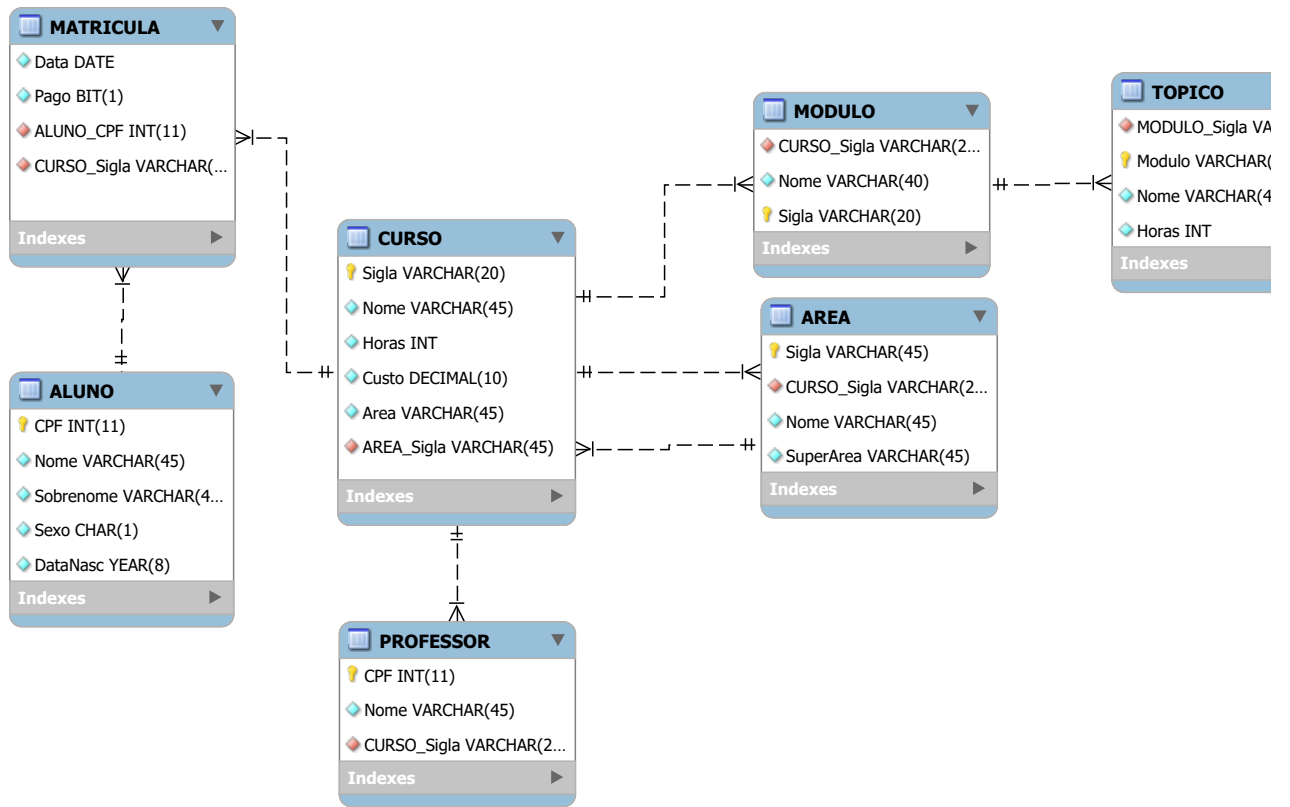 MATRICULA
Data DATE
Pago BIT(1)
ALUNO_CPF INT(11)
CURSO_Sigla VARCHAR(...
Indexes
ALUNO
CPF INT(11)
Nome VARCHAR(45)
Sobrenome VARCHAR(4...
Sexo CHAR(1)
DataNasc YEAR(8)
Indexes
CURSO
Sigla VARCHAR(20)
Nome VARCHAR(45)
Horas INT
Custo DECIMAL(10)
Area VARCHAR(45)
AREA_Sigla VARCHAR(45)
Indexes
PROFESSOR
CPF INT(11)
Nome VARCHAR(45)
CURSO_Sigla VARCHAR(2...
Indexes
MODULO
CURSO_Sigla VARCHAR(2...
Nome VARCHAR(40)
Sigla VARCHAR(20)
Indexes
AREA
Sigla VARCHAR(45)
CURSO_Sigla VARCHAR(2...
Nome VARCHAR(45)
SuperArea VARCHAR(45)
Indexes
TOPICO
MODULO_Sigla VA
Modulo VARCHAR(
Nome VARCHAR(4
Horas INT
Indexes